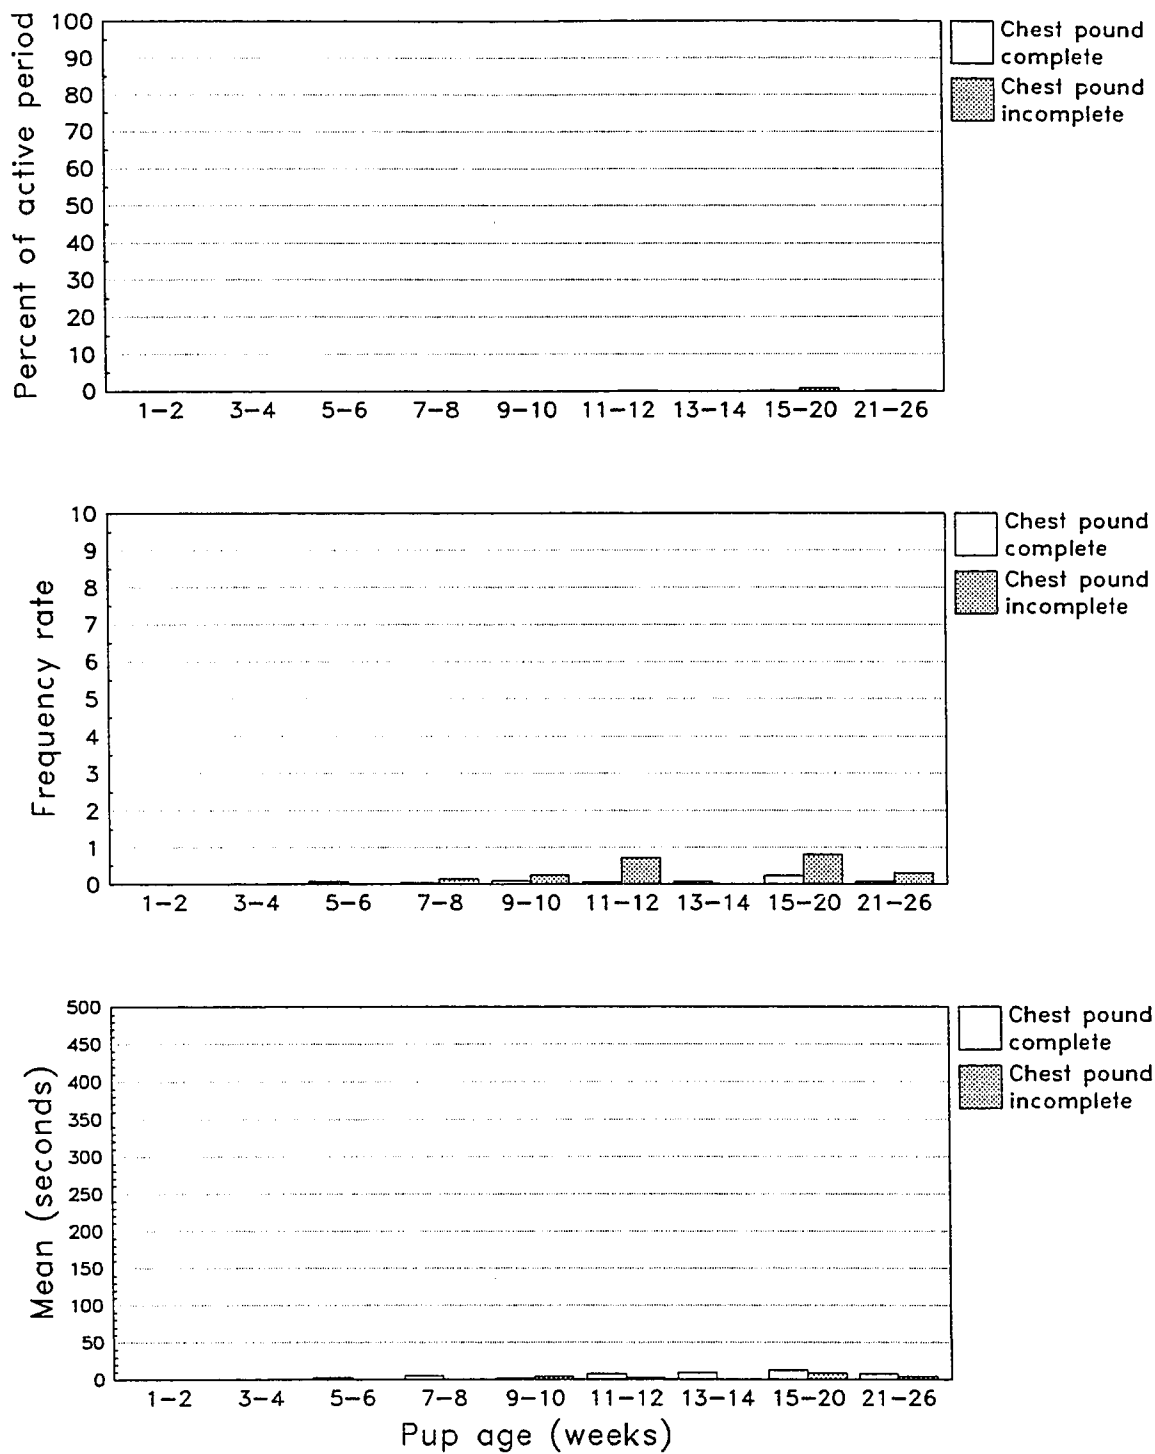 Percent of active period
100
90
80
70
60
50
40
30
20
10
0
1-2 3-4 5-6 7-8 9-10 11-12 13-14 15-20 21-26
Chest pound
complete
Chest pound
incomplete
Frequency rate
10
9
8
7
6
5
4
3
2
1
0
1-2 3-4 5-6 7-8 9-10 11-12 13-14 15-20 21-26
Chest pound
complete
Chest pound
incomplete
Mean (seconds)
500
450
400
350
300
250
200
150
100
50
0
1-2 3-4 5-6 7-8 9-10 11-12 13-14 15-20 21-26
Chest pound
complete
Chest pound
incomplete
Pup age (weeks)